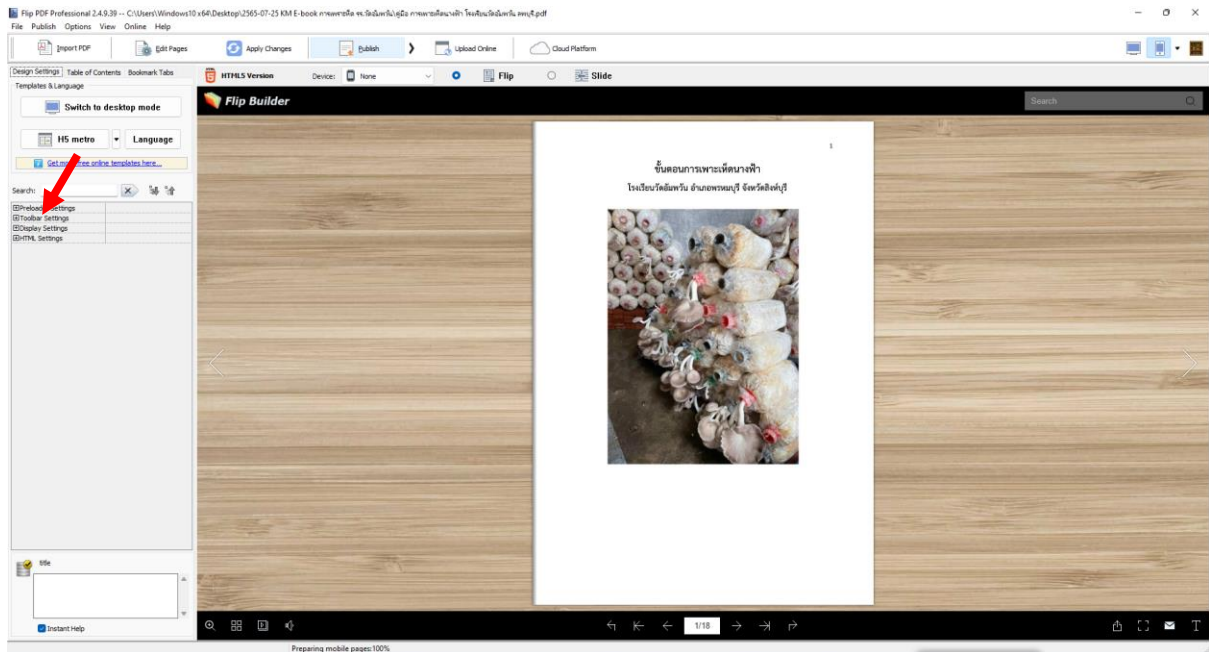 Flip PDF Professional 2.4.9.39 -- C:\Users\Windows10 x64\Desktop\2565-07-25 KM E-book การเพาะเห็ด รร.วัดอัมพวัน\คู่มือ การเพาะเห็ดนางฟ้า โรงเรียนวัดอัมพวัน ลพบุรี.pdf
File Publish Options View Online Help
Import PDF Edit Pages Apply Changes Publish Upload Online Cloud Platform
Design Settings Table of Contents Bookmark Tabs
HTML5 Version Device: None Flip Slide
Templates & Language
Switch to desktop mode
Flip Builder
Search
H5 metro Language
Get more free online templates here...
Search:
Preloader Settings
Toolbar Settings
Display Settings
HTML Settings
1
ขั้นตอนการเพาะเห็ดนางฟ้า
โรงเรียนวัดอัมพวัน อำเภอพรหมบุรี จังหวัดสิงห์บุรี
title
Instant Help
1/18
T
Preparing mobile pages:100%